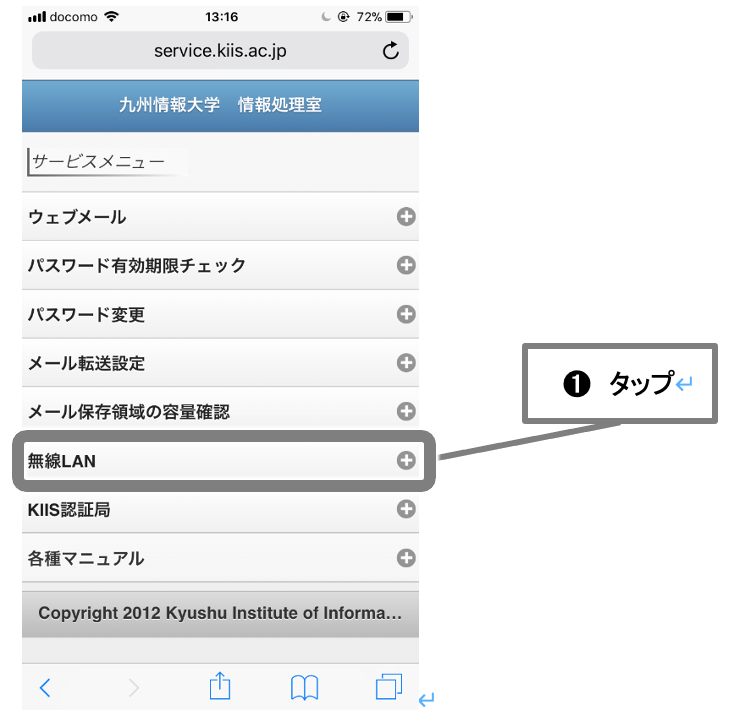 docomo 13:16 72%
service.kiis.ac.jp
九州情報大学　情報処理室
サービスメニュー
ウェブメール
パスワード有効期限チェック
パスワード変更
メール転送設定
❶ タップ↵
メール保存領域の容量確認
無線LAN
KIIS認証局
各種マニュアル
Copyright 2012 Kyushu Institute of Informa...
↵